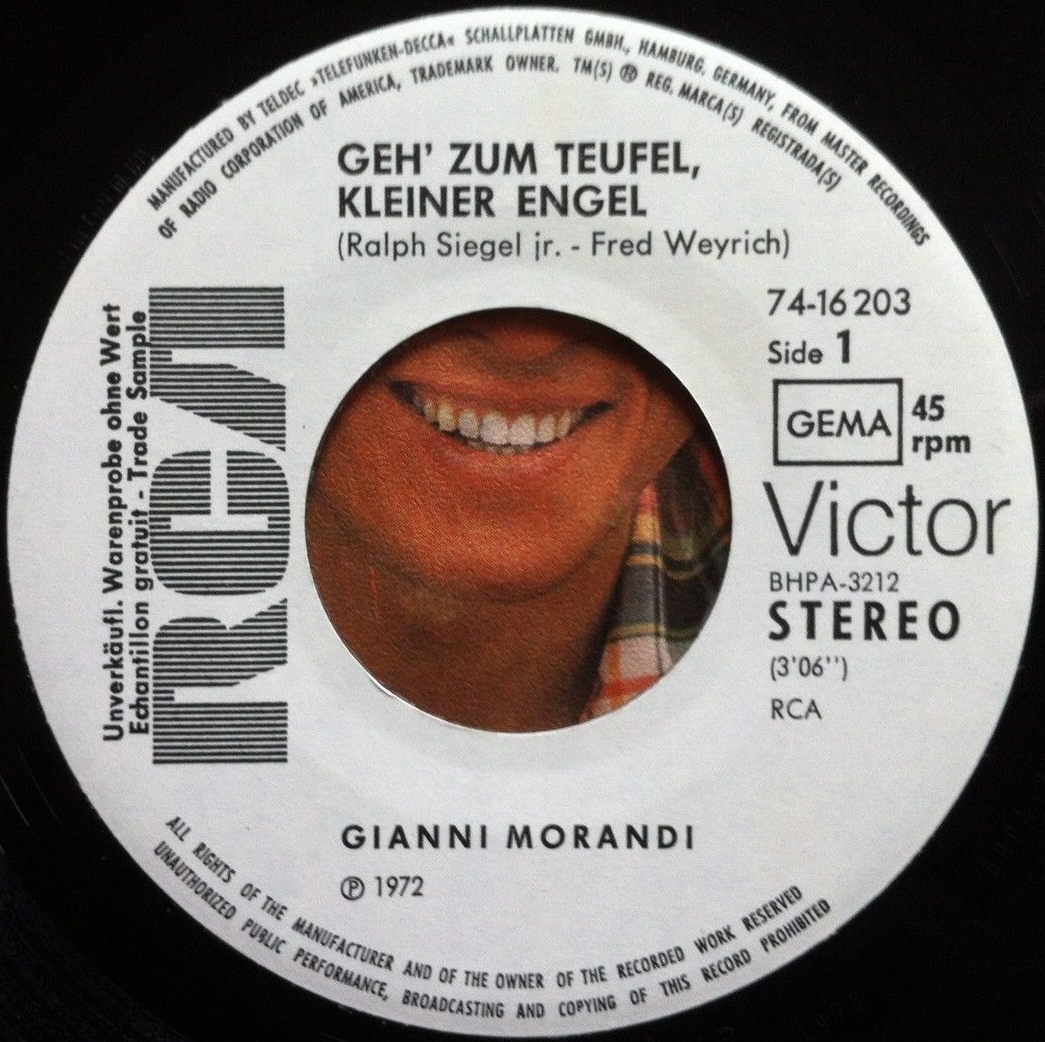 MANUFACTURED BY TELDEC »TELEFUNKEN-DECCA« SCHALLPLATTEN GMBH., HAMBURG, GERMANY, FROM MASTER RECORDINGS
OF RADIO CORPORATION OF AMERICA, TRADEMARK OWNER. TM(S) ® REG. MARCA(S) REGISTRADA(S)
GEH' ZUM TEUFEL,
KLEINER ENGEL
(Ralph Siegel jr. - Fred Weyrich)
74-16 203
Side 1
GEMA
45
rpm
Victor
BHPA-3212
STEREO
(3'06'')
RCA
Unverkäufl. Warenprobe ohne Wert
Echantillon gratuit - Trade Sample
RCA
GIANNI MORANDI
℗ 1972
ALL RIGHTS OF THE MANUFACTURER AND OF THE OWNER OF THE RECORDED WORK RESERVED
UNAUTHORIZED PUBLIC PERFORMANCE, BROADCASTING AND COPYING OF THIS RECORD PROHIBITED